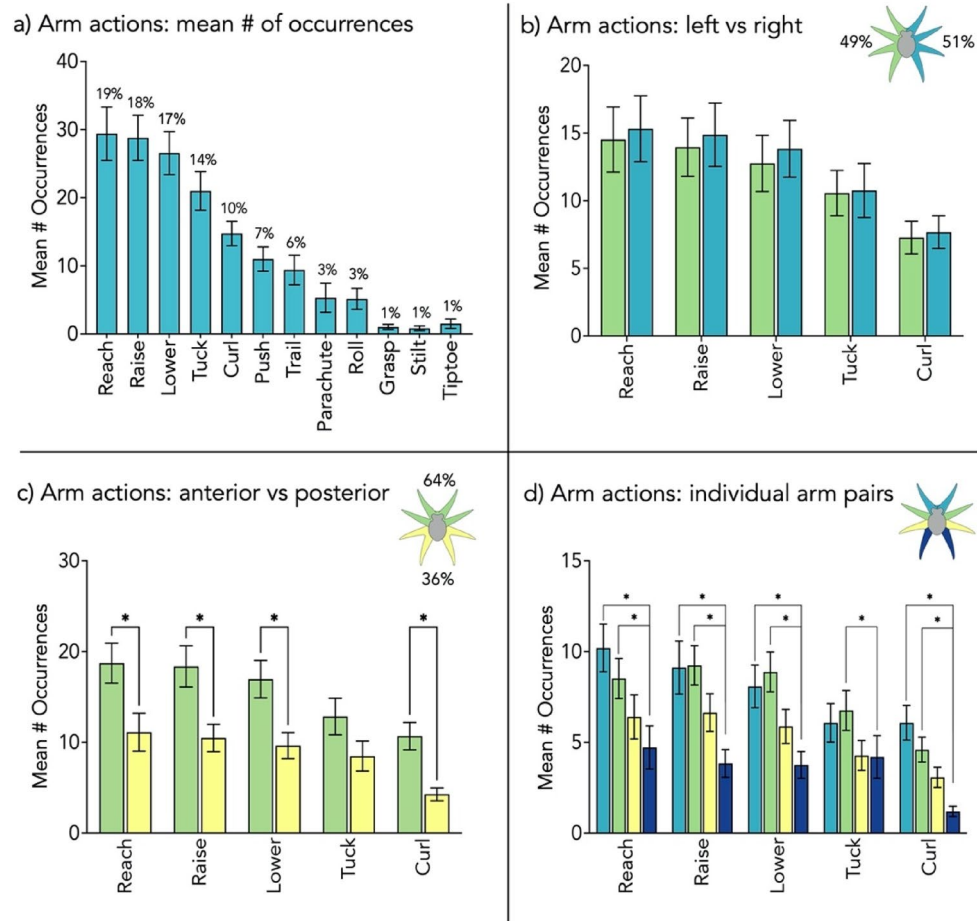 a) Arm actions: mean # of occurrences
Mean # Occurrences
40
30
20
10
0
19%
18%
17%
14%
10%
7%
6%
3%
3%
1%
1%
1%
Reach
Raise
Lower
Tuck
Curl
Push
Trail
Parachute
Roll
Grasp
Stilt
Tiptoe
b) Arm actions: left vs right
49%
51%
Mean # Occurrences
20
15
10
5
0
Reach
Raise
Lower
Tuck
Curl
c) Arm actions: anterior vs posterior
64%
36%
Mean # Occurrences
30
20
10
0
*
*
*
*
Reach
Raise
Lower
Tuck
Curl
d) Arm actions: individual arm pairs
Mean # Occurrences
15
10
5
0
*
*
*
*
*
*
*
*
*
Reach
Raise
Lower
Tuck
Curl